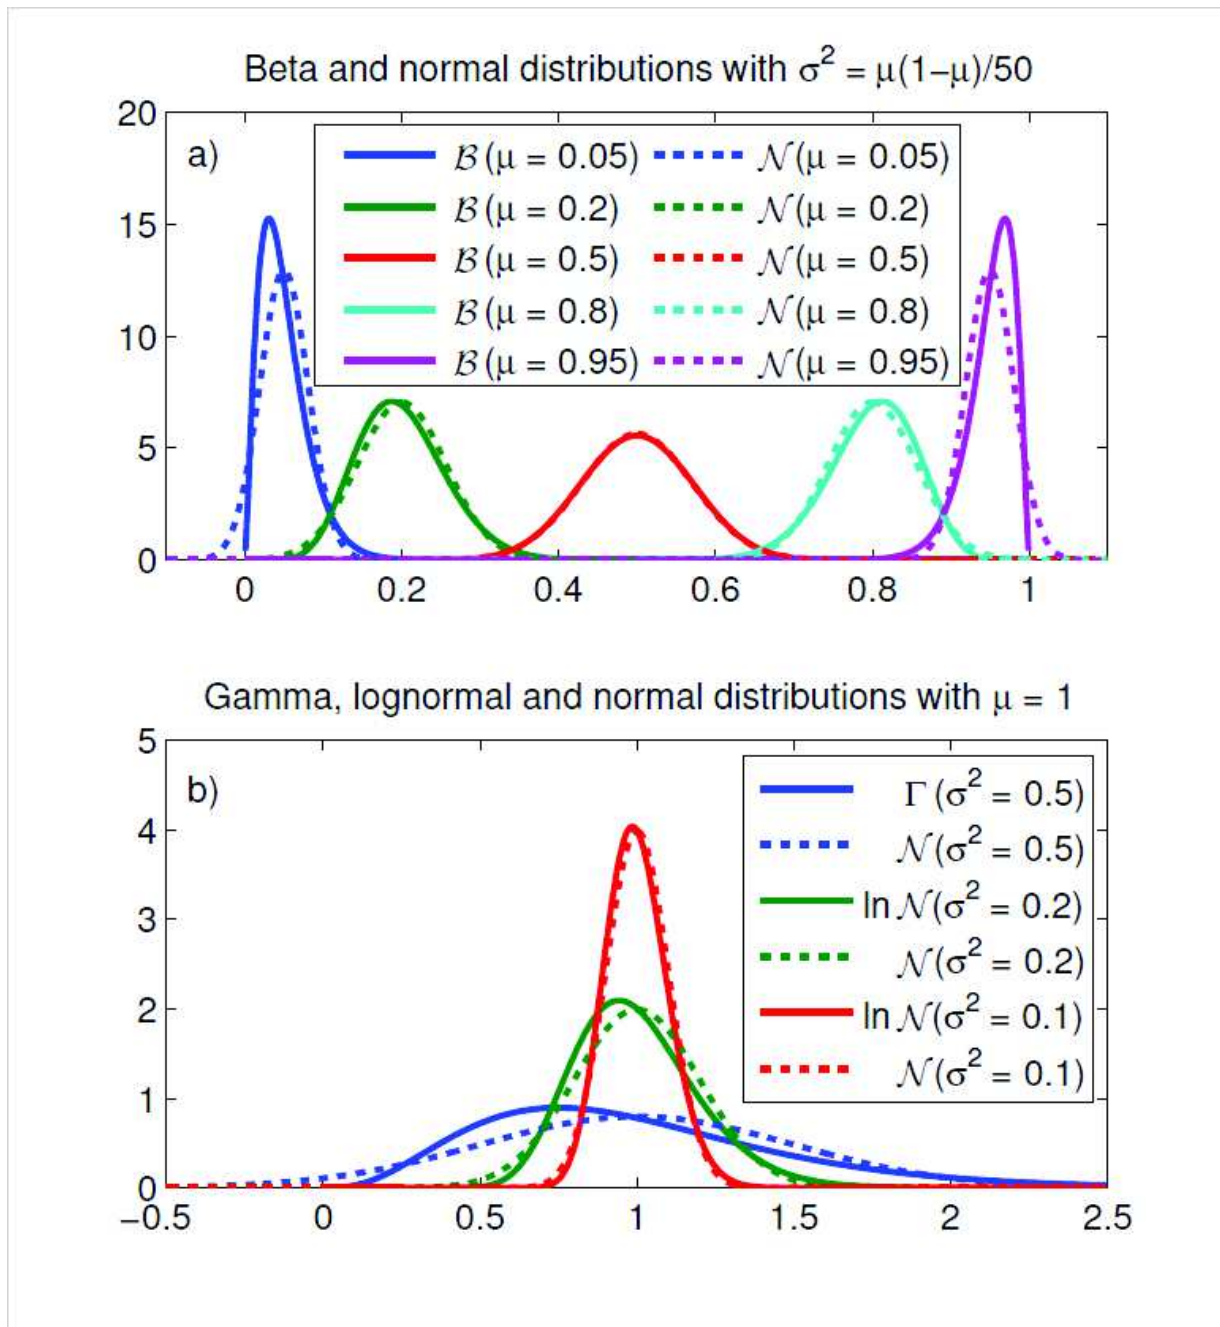 Beta and normal distributions with σ² = μ(1−μ)/50
20
15
10
5
0
a)
B (μ = 0.05) N (μ = 0.05)
B (μ = 0.2) N (μ = 0.2)
B (μ = 0.5) N (μ = 0.5)
B (μ = 0.8) N (μ = 0.8)
B (μ = 0.95) N (μ = 0.95)
0 0.2 0.4 0.6 0.8 1
Gamma, lognormal and normal distributions with μ = 1
5
4
3
2
1
0
b)
Γ (σ² = 0.5)
N (σ² = 0.5)
ln N (σ² = 0.2)
N (σ² = 0.2)
ln N (σ² = 0.1)
N (σ² = 0.1)
−0.5 0 0.5 1 1.5 2 2.5